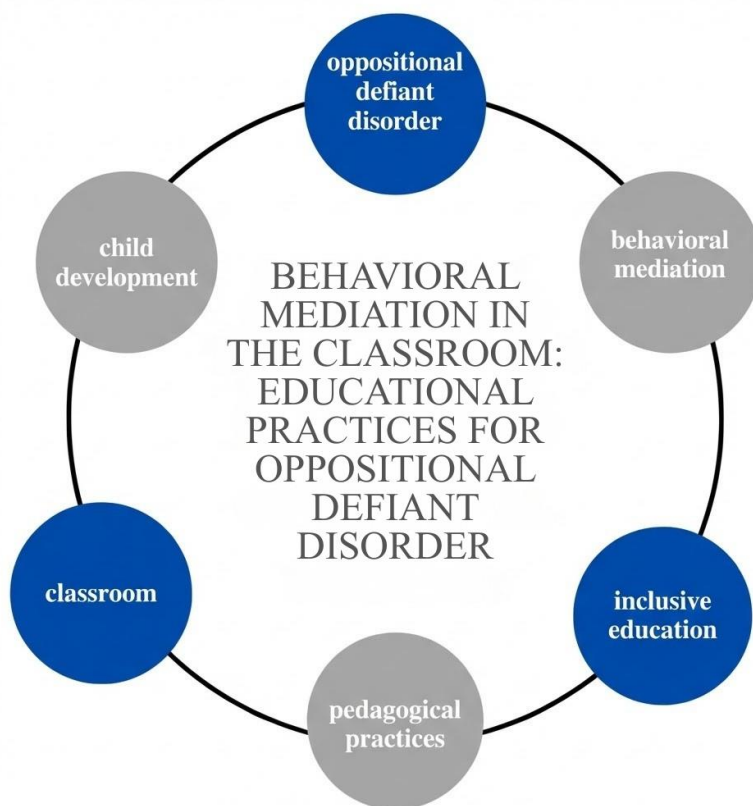 oppositional
defiant
disorder
child
development
behavioral
mediation
BEHAVIORAL
MEDIATION IN
THE CLASSROOM:
EDUCATIONAL
PRACTICES FOR
OPPOSITIONAL
DEFIANT
DISORDER
classroom
inclusive
education
pedagogical
practices